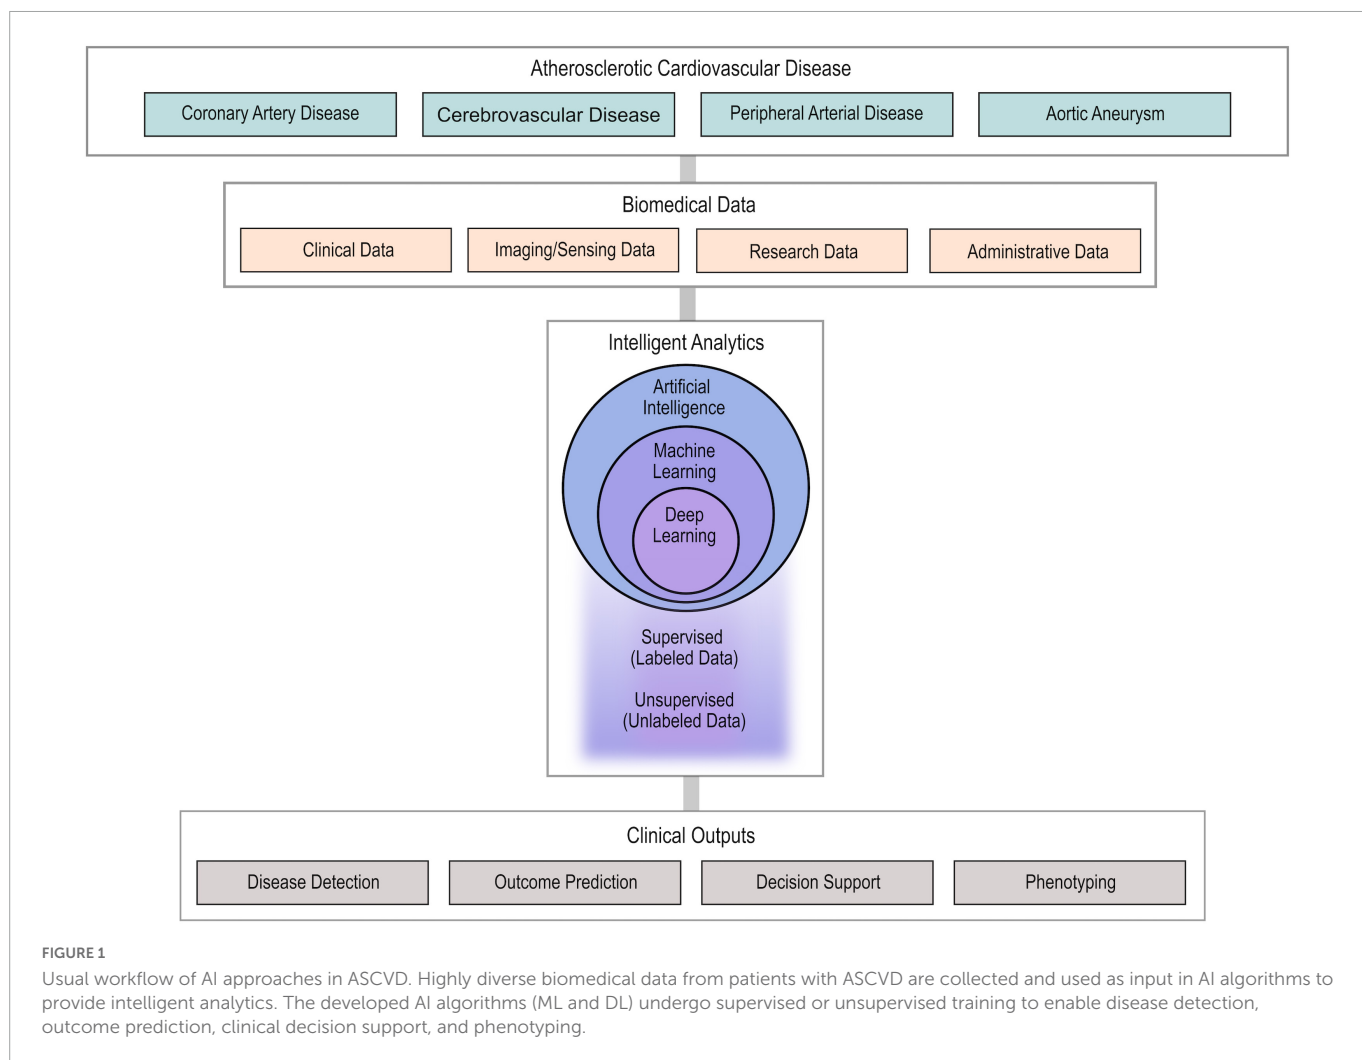 Atherosclerotic Cardiovascular Disease
Coronary Artery Disease
Cerebrovascular Disease
Peripheral Arterial Disease
Aortic Aneurysm
Biomedical Data
Clinical Data
Imaging/Sensing Data
Research Data
Administrative Data
Intelligent Analytics
Artificial
Intelligence
Machine
Learning
Deep
Learning
Supervised
(Labeled Data)
Unsupervised
(Unlabeled Data)
Clinical Outputs
Disease Detection
Outcome Prediction
Decision Support
Phenotyping
FIGURE 1
Usual workflow of AI approaches in ASCVD. Highly diverse biomedical data from patients with ASCVD are collected and used as input in AI algorithms to
provide intelligent analytics. The developed AI algorithms (ML and DL) undergo supervised or unsupervised training to enable disease detection,
outcome prediction, clinical decision support, and phenotyping.